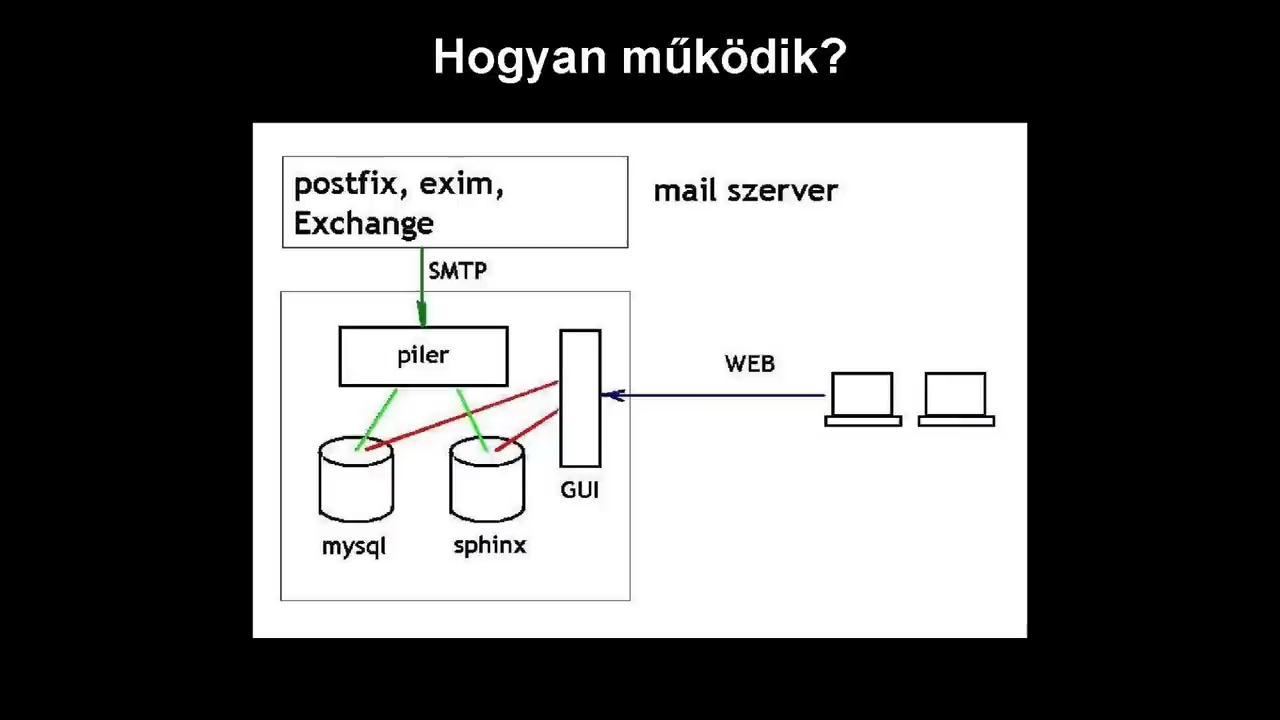 Hogyan működik?
postfix, exim,
Exchange
mail szerver
SMTP
piler
WEB
GUI
mysql
sphinx